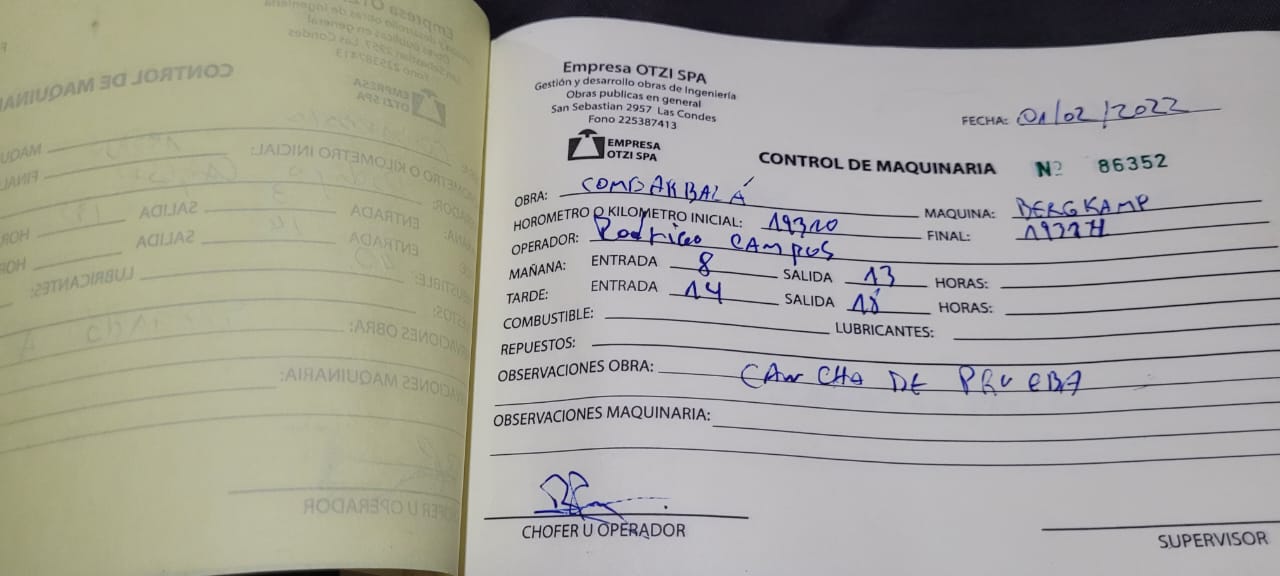 Empresa OTZI SPA
Gestión y desarrollo obras de Ingeniería
Obras publicas en general
San Sebastian 2957 Las Condes
Fono 225387413
EMPRESA
OTZI SPA
FECHA: 01/02/2022
CONTROL DE MAQUINARIA Nº 86352
OBRA: COMBARBALÁ MAQUINA: BERGKAMP
HOROMETRO O KILOMETRO INICIAL: 19310 FINAL:
OPERADOR: Rodrigo CAMPOS
MAÑANA: ENTRADA 8 SALIDA 13 HORAS:
TARDE: ENTRADA 14 SALIDA 18 HORAS:
COMBUSTIBLE: LUBRICANTES:
REPUESTOS:
OBSERVACIONES OBRA: CANCHA DE PRUEBA
OBSERVACIONES MAQUINARIA:
CHOFER U OPERADOR
SUPERVISOR